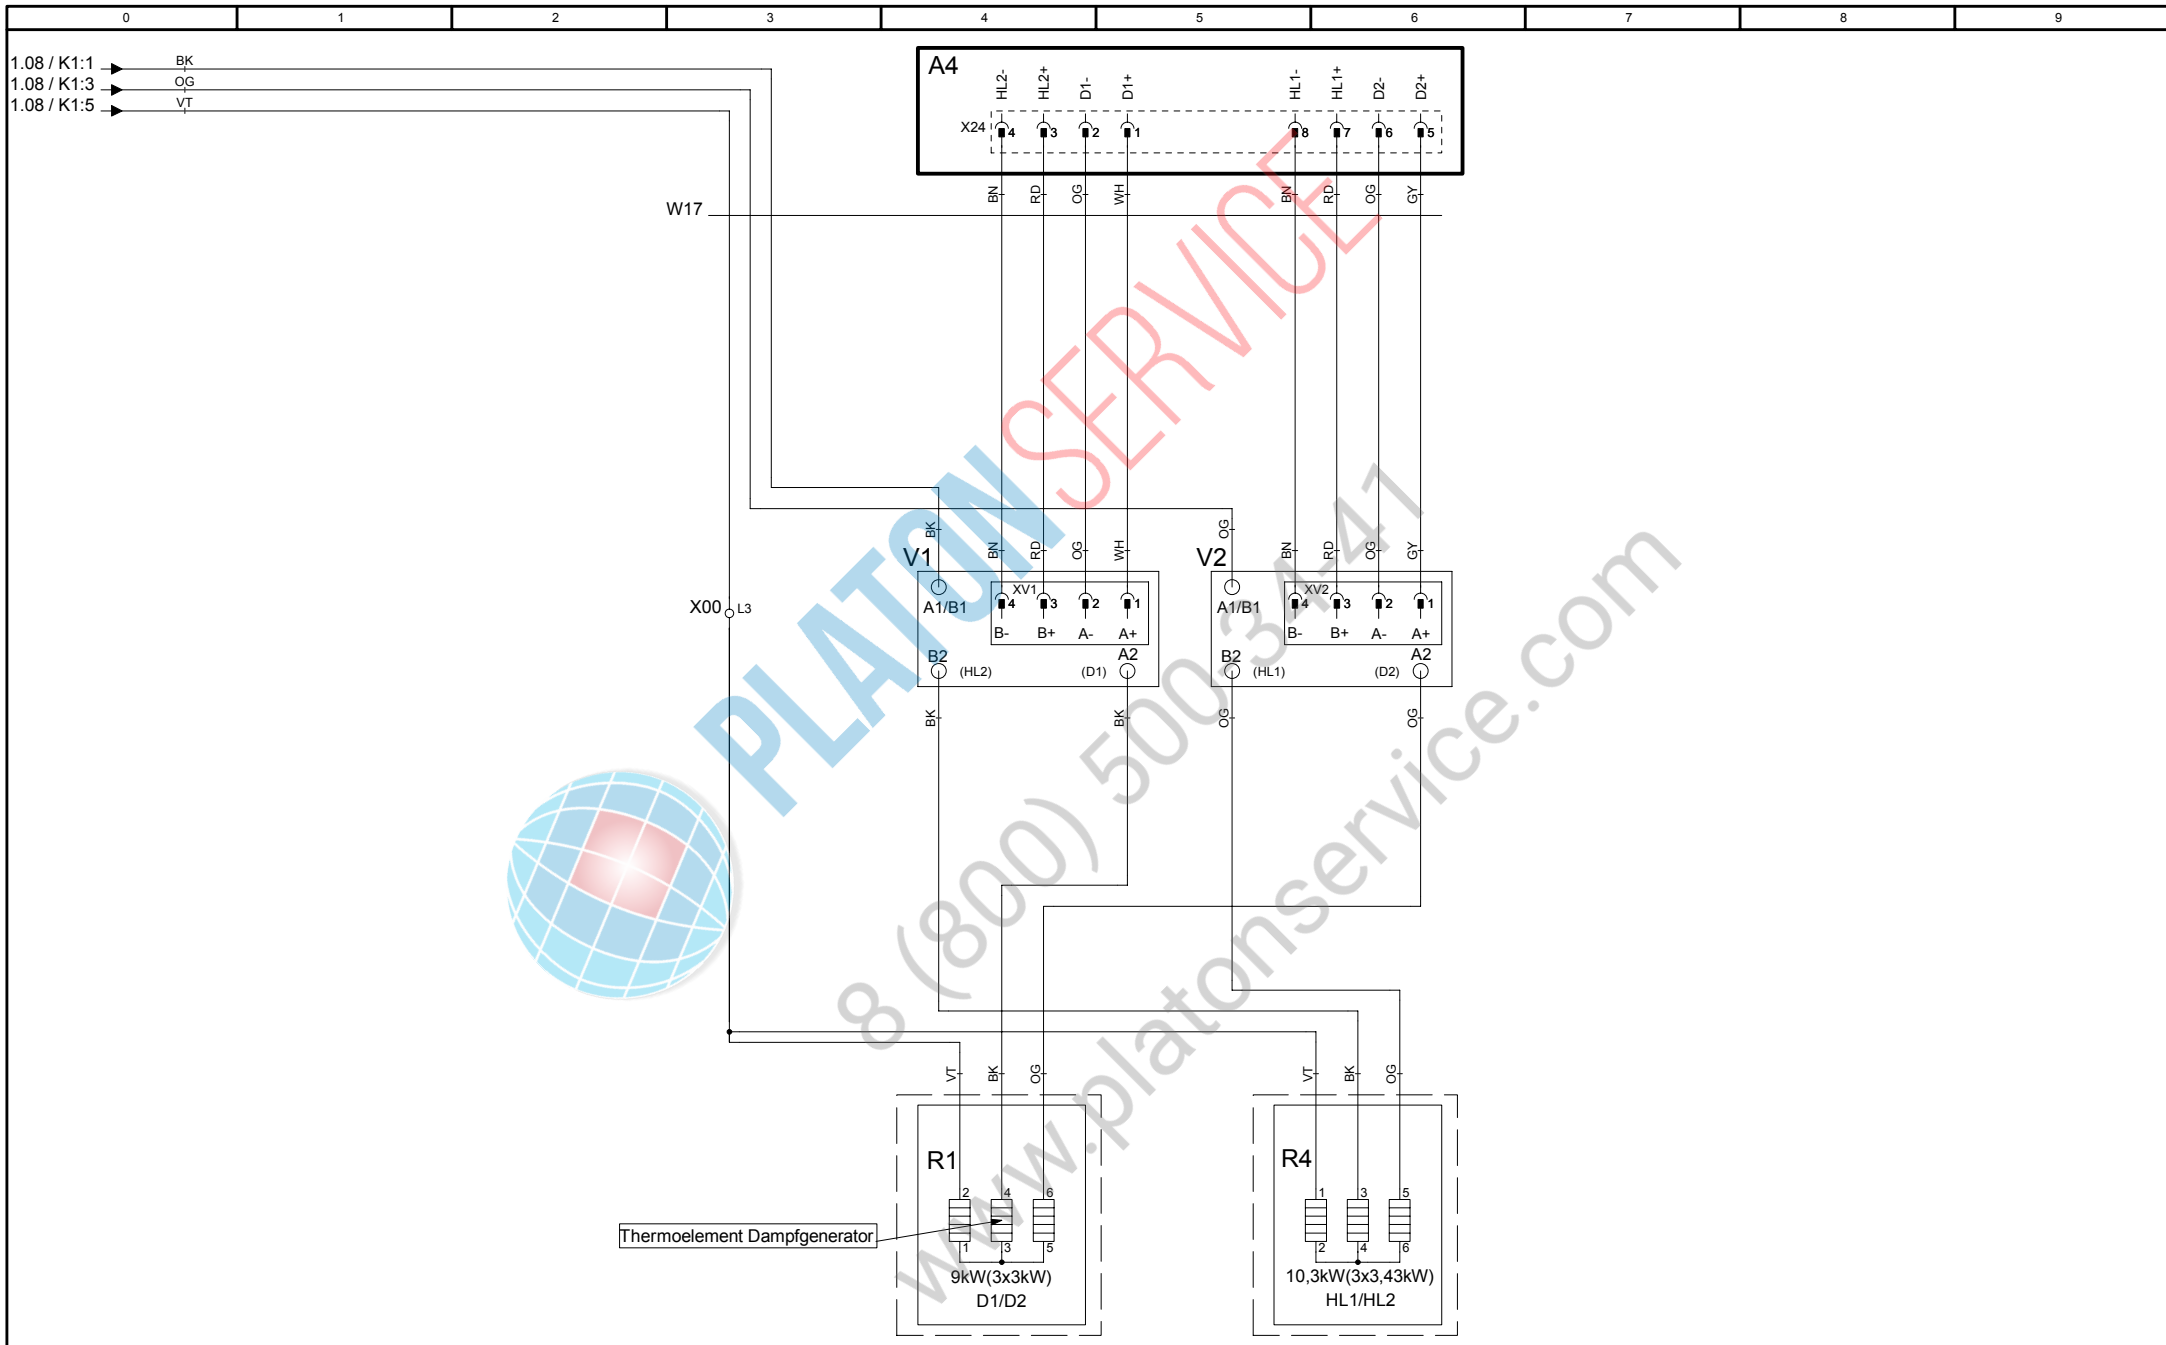 0 1 2 3 4 5 6 7 8 9
1.08 / K1:1 BK
1.08 / K1:3 OG
1.08 / K1:5 VT
A4
HL2- HL2+ D1- D1+ HL1- HL1+ D2- D2+
X24 4 3 2 1 8 7 6 5
BN RD OG WH BN RD OG GY
W17
BK BN RD OG WH OG BN RD OG GY
V1 V2
XV1 XV2
A1/B1 4 3 2 1 A1/B1 4 3 2 1
B- B+ A- A+ B- B+ A- A+
X00 L3
B2 (HL2) (D1) A2 B2 (HL1) (D2) A2
BK BK OG OG
VT BK OG VT BK OG
R1 R4
2 4 6 1 3 5
Thermoelement Dampfgenerator
1 3 5 2 4 6
9kW(3x3kW) 10,3kW(3x3,43kW)
D1/D2 HL1/HL2
PLATONSERVICE
8 (800) 500-34-41
www.platonservice.com